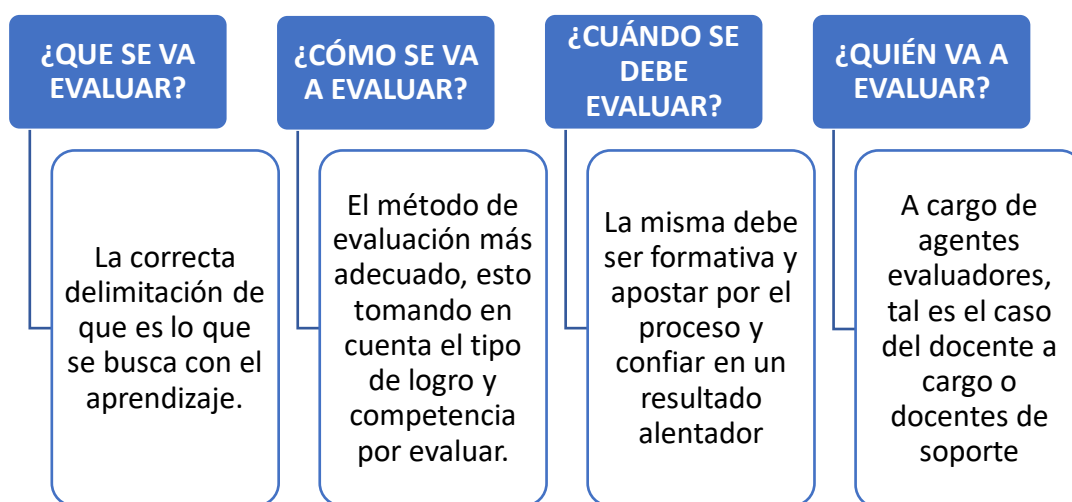 ¿QUE SE VA
EVALUAR?
La correcta
delimitación de
que es lo que
se busca con el
aprendizaje.
¿CÓMO SE VA
A EVALUAR?
El método de
evaluación más
adecuado, esto
tomando en
cuenta el tipo
de logro y
competencia
por evaluar.
¿CUÁNDO SE
DEBE
EVALUAR?
La misma debe
ser formativa y
apostar por el
proceso y
confiar en un
resultado
alentador
¿QUIÉN VA A
EVALUAR?
A cargo de
agentes
evaluadores,
tal es el caso
del docente a
cargo o
docentes de
soporte